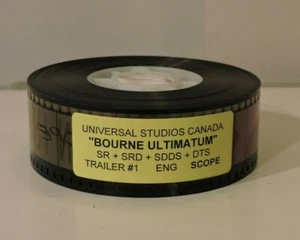 UNIVERSAL STUDIOS CANADA
"BOURNE ULTIMATUM"
SR + SRD + SDDS + DTS
TRAILER #1 ENG SCOPE